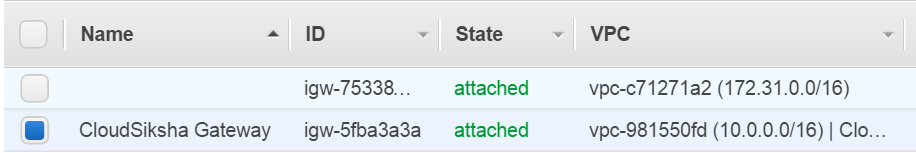 Name ID State VPC
igw-75338... attached vpc-c71271a2 (172.31.0.0/16)
CloudSiksha Gateway igw-5fba3a3a attached vpc-981550fd (10.0.0.0/16) | Clo...